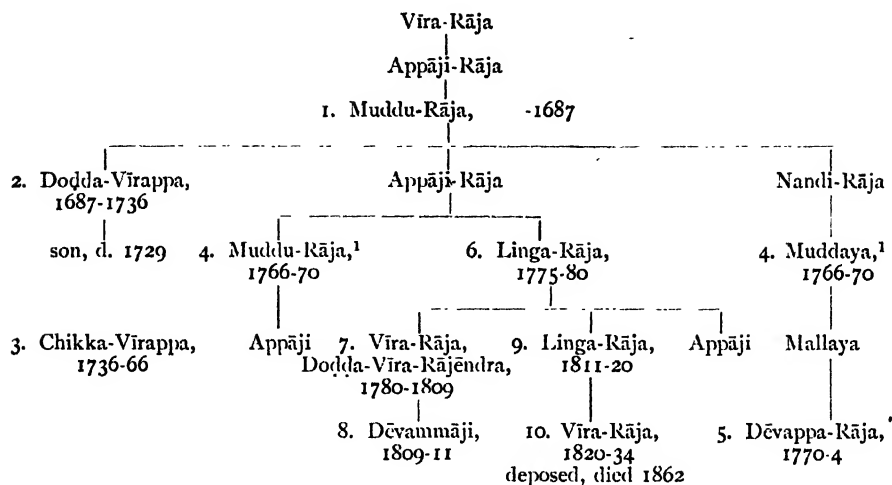 Vīra-Rāja
Appāji-Rāja
1. Muddu-Rāja, -1687
2. Doḍḍa-Vīrappa, Appāji-Rāja Nandi-Rāja
1687-1736
son, d. 1729 4. Muddu-Rāja,¹ 6. Linga-Rāja, 4. Muddaya,¹
1766-70 1775-80 1766-70
3. Chikka-Vīrappa, Appāji 7. Vīra-Rāja, 9. Linga-Rāja, Appāji Mallaya
1736-66 Doḍḍa-Vīra-Rājēndra, 1811-20
1780-1809
8. Dēvammāji, 10. Vīra-Rāja, 5. Dēvappa-Rāja,
1809-11 1820-34 1770-4
deposed, died 1862